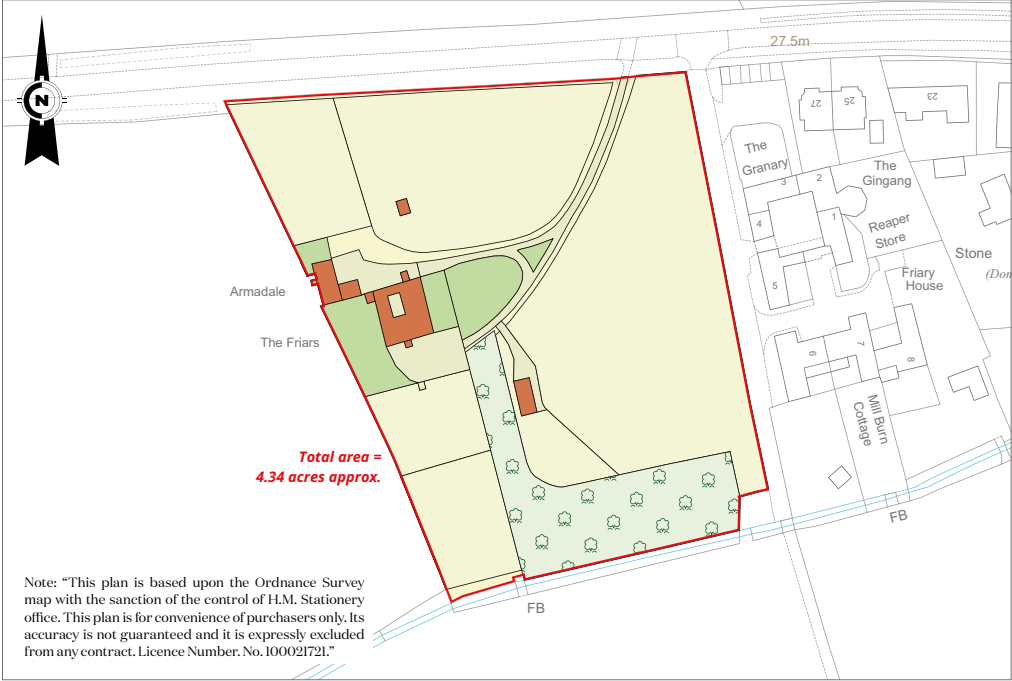 27.5m
N
27
25
23
The
Granary
3
2
The
Gingang
4
1
Reaper
Store
5
Stone
(Don
Friary
House
Armadale
The Friars
6
7
8
Mill Burn
Cottage
Total area =
4.34 acres approx.
FB
FB
Note: “This plan is based upon the Ordnance Survey
map with the sanction of the control of H.M. Stationery
office. This plan is for convenience of purchasers only. Its
accuracy is not guaranteed and it is expressly excluded
from any contract. Licence Number. No. 100021721.”